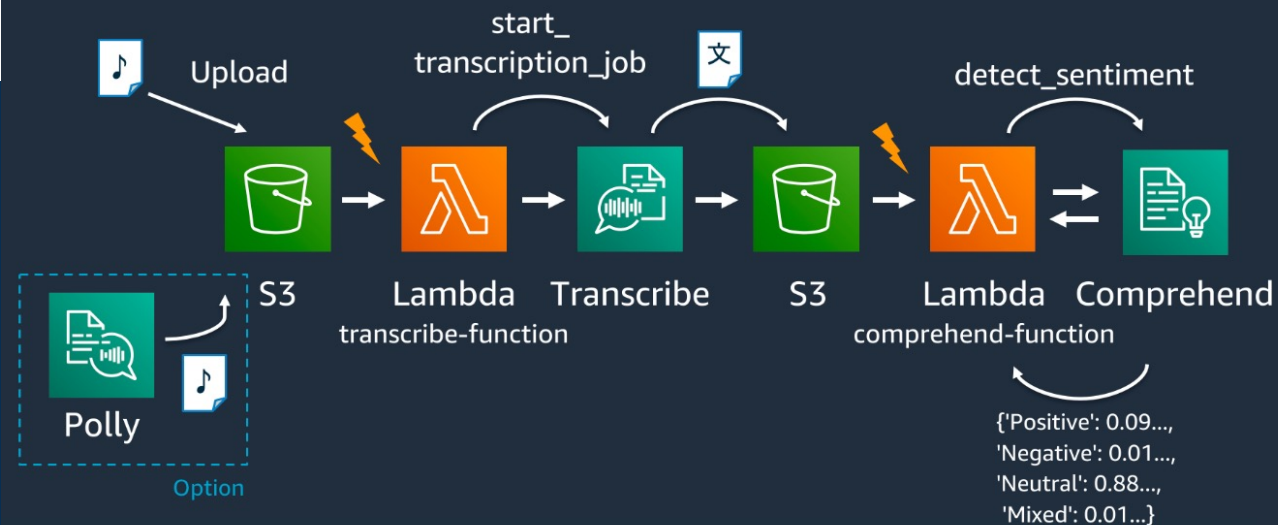 start_
transcription_job
Upload
文
detect_sentiment
S3
Lambda
transcribe-function
Transcribe
S3
Lambda
comprehend-function
Comprehend
Polly
Option
{'Positive': 0.09...,
'Negative': 0.01...,
'Neutral': 0.88...,
'Mixed': 0.01...}